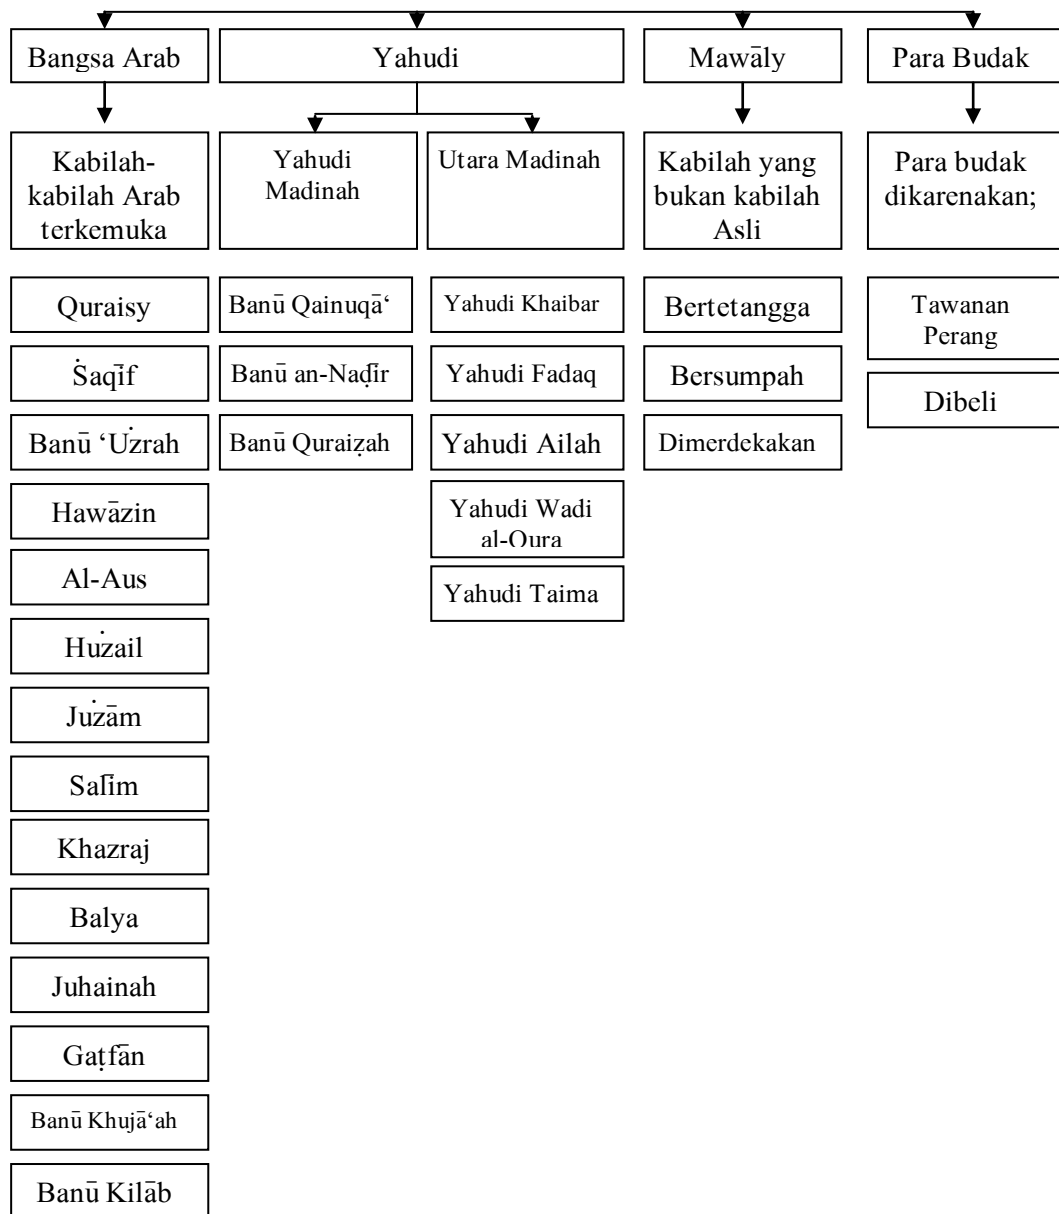 Bangsa Arab
Yahudi
Mawāly
Para Budak
Kabilah-
kabilah Arab
terkemuka
Yahudi
Madinah
Utara Madinah
Kabilah yang
bukan kabilah
Asli
Para budak
dikarenakan;
Quraisy
Ṡaqīf
Banū ‘Użrah
Hawāzin
Al-Aus
Hużail
Jużām
Salīm
Khazraj
Balya
Juhainah
Gaṭfān
Banū Khujā‘ah
Banū Kilāb
Banū Qainuqā‘
Banū an-Naḍīr
Banū Quraiẓah
Yahudi Khaibar
Yahudi Fadaq
Yahudi Ailah
Yahudi Wadi
al-Qura
Yahudi Taima
Bertetangga
Bersumpah
Dimerdekakan
Tawanan
Perang
Dibeli